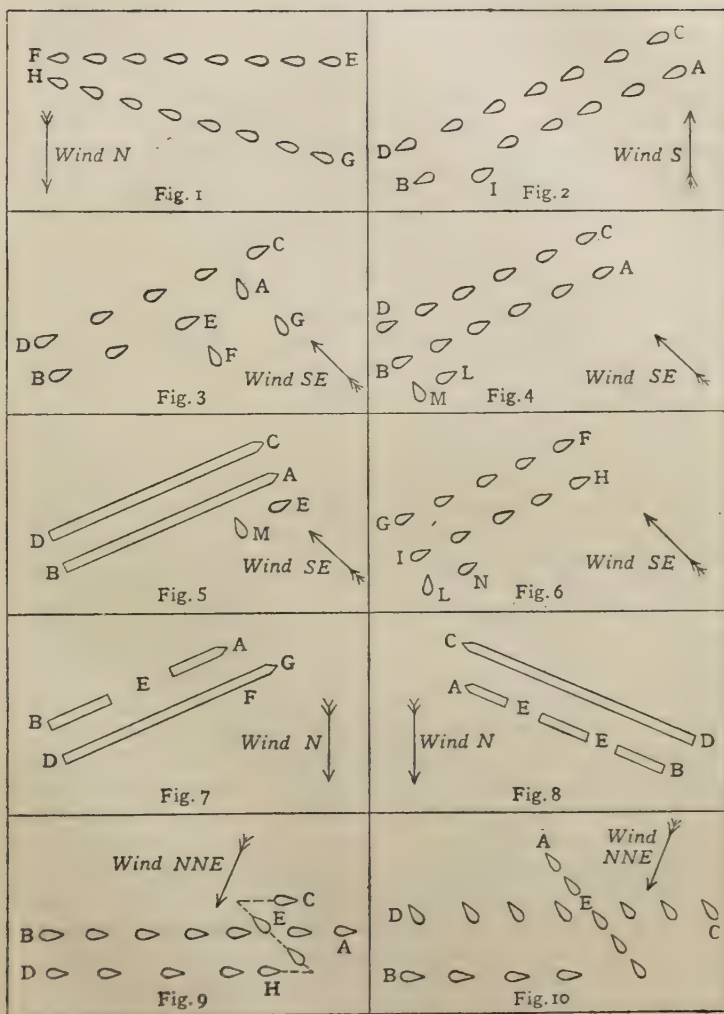 F E
H
Wind N
G
Fig. 1
C
A
D
Wind S
B I
Fig. 2
C
A
E G
D F
B
Wind SE
Fig. 3
C
A
D
B L
M
Wind SE
Fig. 4
C
A
E
D M
B
Wind SE
Fig. 5
F
H
G
I
L N
Wind SE
Fig. 6
A
E G
B F
D
Wind N
Fig. 7
C
A
E
E D
B
Wind N
Fig. 8
Wind NNE
C
E
B A
D H
Fig. 9
A Wind
NNE
E
D C
B
Fig. 10